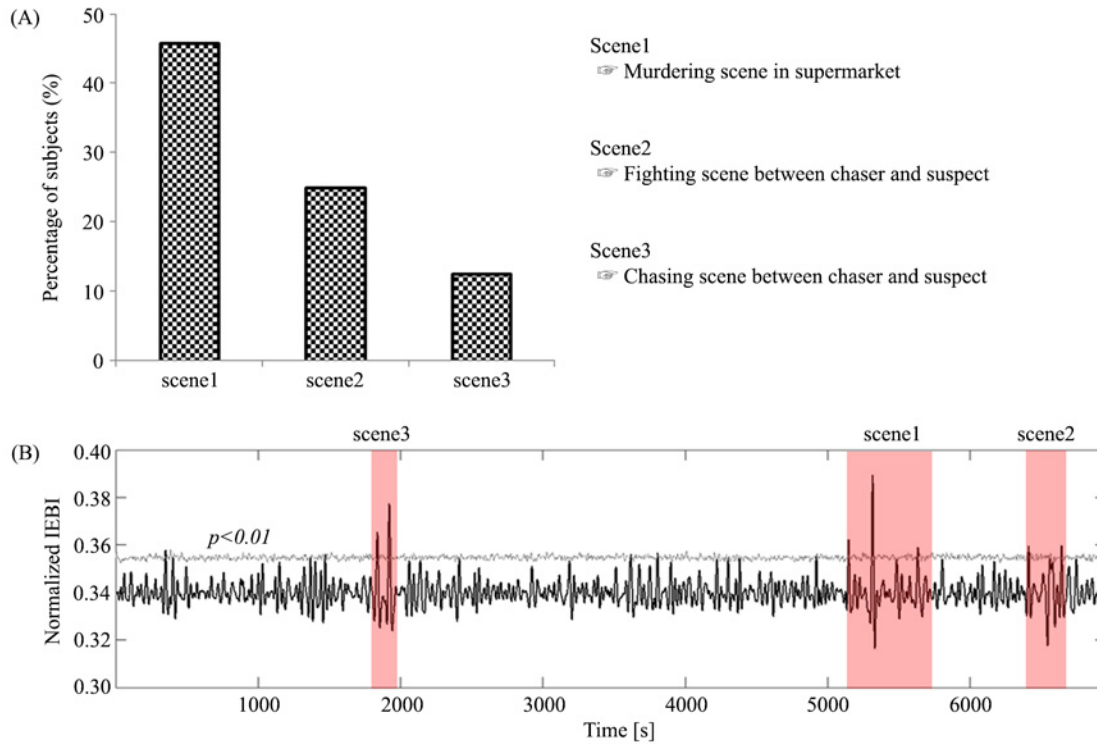 (A)
Percentage of subjects (%)
50
40
30
20
10
0
scene1 scene2 scene3
Scene1
☞ Murdering scene in supermarket
Scene2
☞ Fighting scene between chaser and suspect
Scene3
☞ Chasing scene between chaser and suspect
(B)
scene3 scene1 scene2
Normalized IEBI
0.40
0.38
0.36
0.34
0.32
0.30
p<0.01
1000 2000 3000 4000 5000 6000
Time [s]